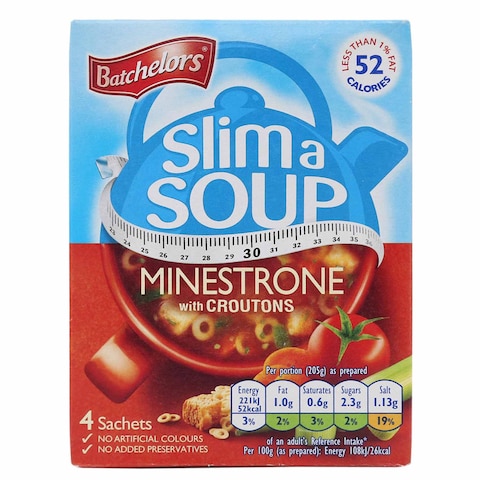 Batchelors®
LESS THAN 1% FAT
52
CALORIES
Slim a
SOUP
23 24 25 26 27 28 29 30 31 32 33 34 35 36
MINESTRONE
with CROUTONS
Per portion (205g) as prepared
Energy Fat Saturates Sugars Salt
221kJ 1.0g 0.6g 2.3g 1.13g
52kcal
3% 2% 3% 2% 19%
of an adult's Reference Intake*
Per 100g (as prepared): Energy 108kJ/26kcal
4 Sachets
✓ NO ARTIFICIAL COLOURS
✓ NO ADDED PRESERVATIVES